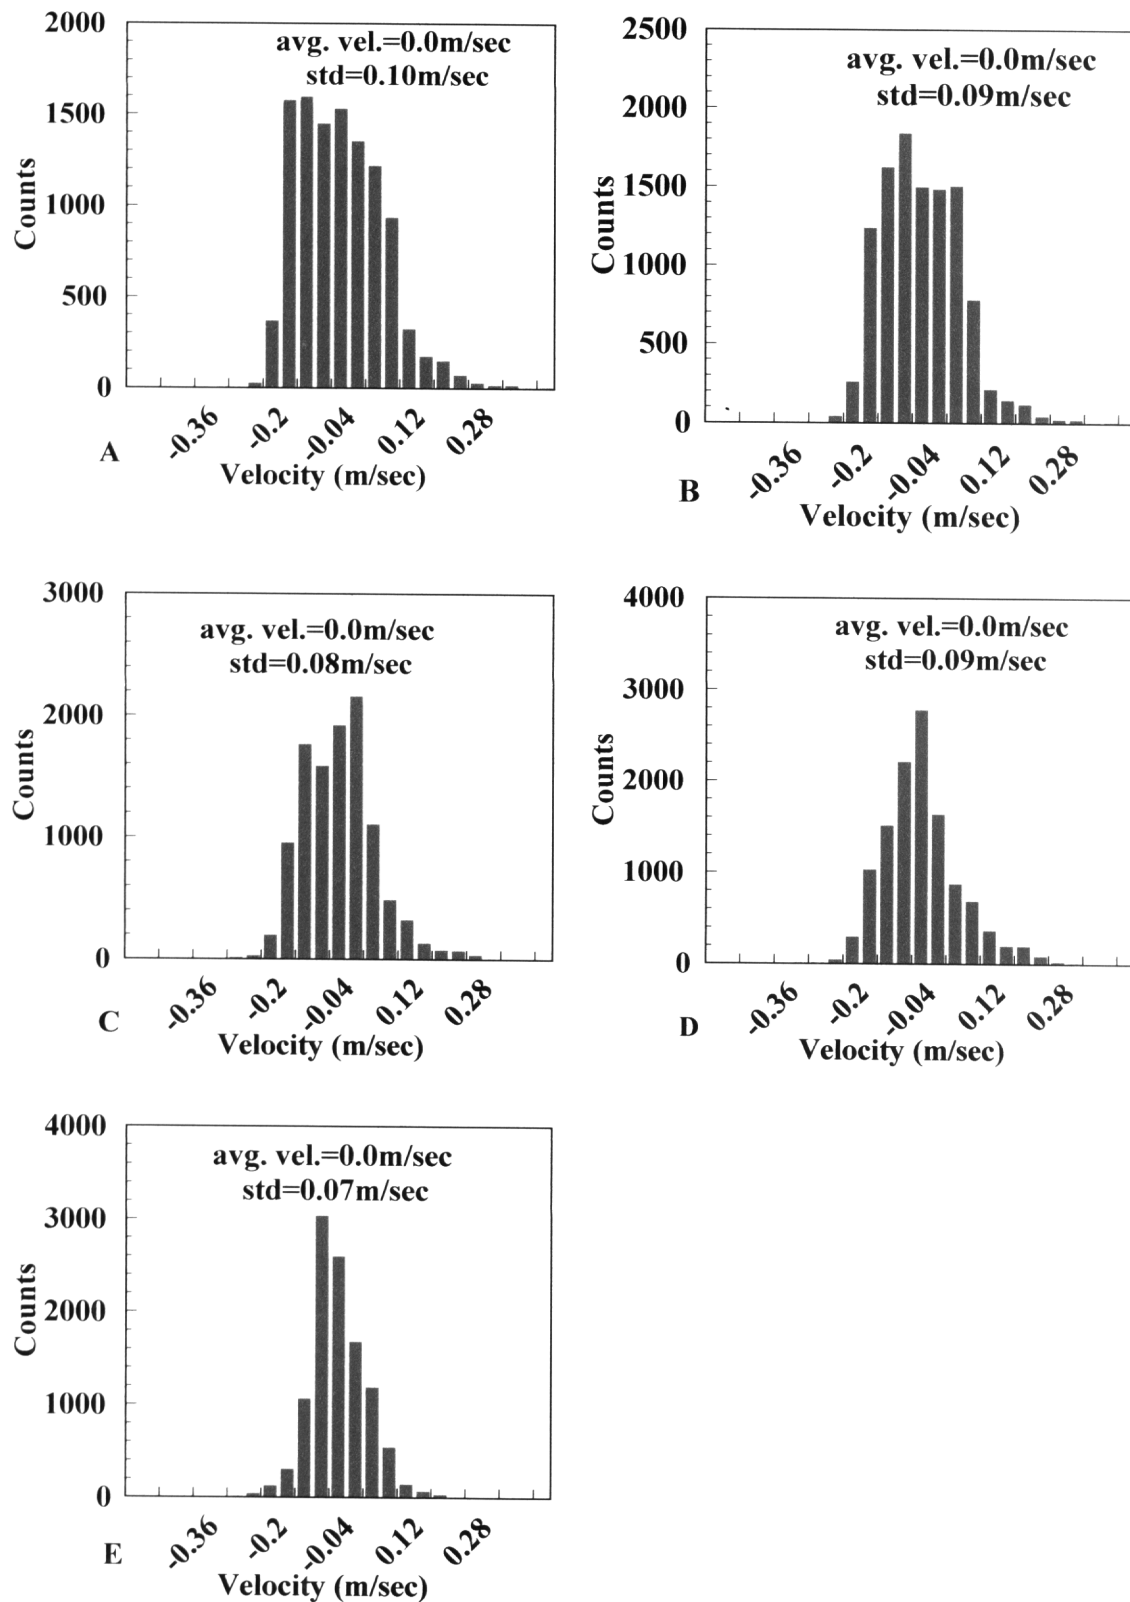 2000
1500
1000
500
0
Counts
avg. vel.=0.0m/sec
std=0.10m/sec
-0.36
-0.2
-0.04
0.12
0.28
Velocity (m/sec)
A
2500
2000
1500
1000
500
0
Counts
avg. vel.=0.0m/sec
std=0.09m/sec
-0.36
-0.2
-0.04
0.12
0.28
Velocity (m/sec)
B
3000
2000
1000
0
Counts
avg. vel.=0.0m/sec
std=0.08m/sec
-0.36
-0.2
-0.04
0.12
0.28
Velocity (m/sec)
C
4000
3000
2000
1000
0
Counts
avg. vel.=0.0m/sec
std=0.09m/sec
-0.36
-0.2
-0.04
0.12
0.28
Velocity (m/sec)
D
4000
3000
2000
1000
0
Counts
avg. vel.=0.0m/sec
std=0.07m/sec
-0.36
-0.2
-0.04
0.12
0.28
Velocity (m/sec)
E